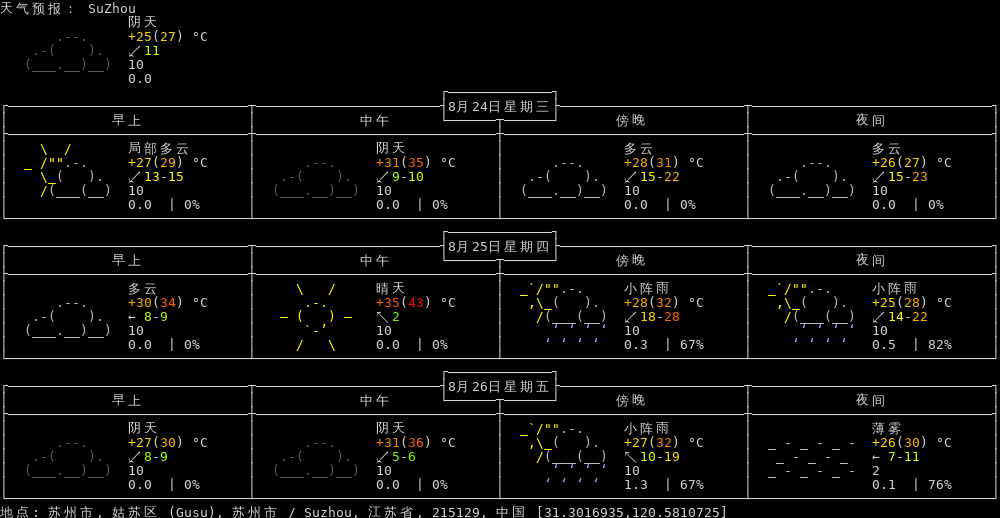 天气预报: SuZhou
阴天
+25(27) °C
↙11
10
0.0
8月24日星期三
早上 中午 傍晚 夜间
局部多云 阴天 多云 多云
+27(29) °C +31(35) °C +28(31) °C +26(27) °C
↙13-15 ↙9-10 ↙15-22 ↙15-23
10 10 10 10
0.0 | 0% 0.0 | 0% 0.0 | 0% 0.0 | 0%
8月25日星期四
早上 中午 傍晚 夜间
多云 晴天 小阵雨 小阵雨
+30(34) °C +35(43) °C +28(32) °C +25(28) °C
← 8-9 ↖2 ↙18-28 ↙14-22
10 10 10 10
0.0 | 0% 0.0 | 0% 0.3 | 67% 0.5 | 82%
8月26日星期五
早上 中午 傍晚 夜间
阴天 阴天 小阵雨 薄雾
+27(30) °C +31(36) °C +27(32) °C +26(30) °C
↙8-9 ↙5-6 ↖10-19 ← 7-11
10 10 10 2
0.0 | 0% 0.0 | 0% 1.3 | 67% 0.1 | 76%
地点: 苏州市, 姑苏区 (Gusu), 苏州市 / Suzhou, 江苏省, 215129, 中国 [31.3016935,120.5810725]